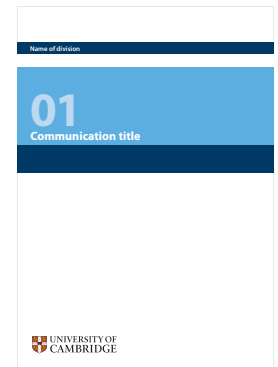 Name of division
01
Communication title
UNIVERSITY OF
CAMBRIDGE